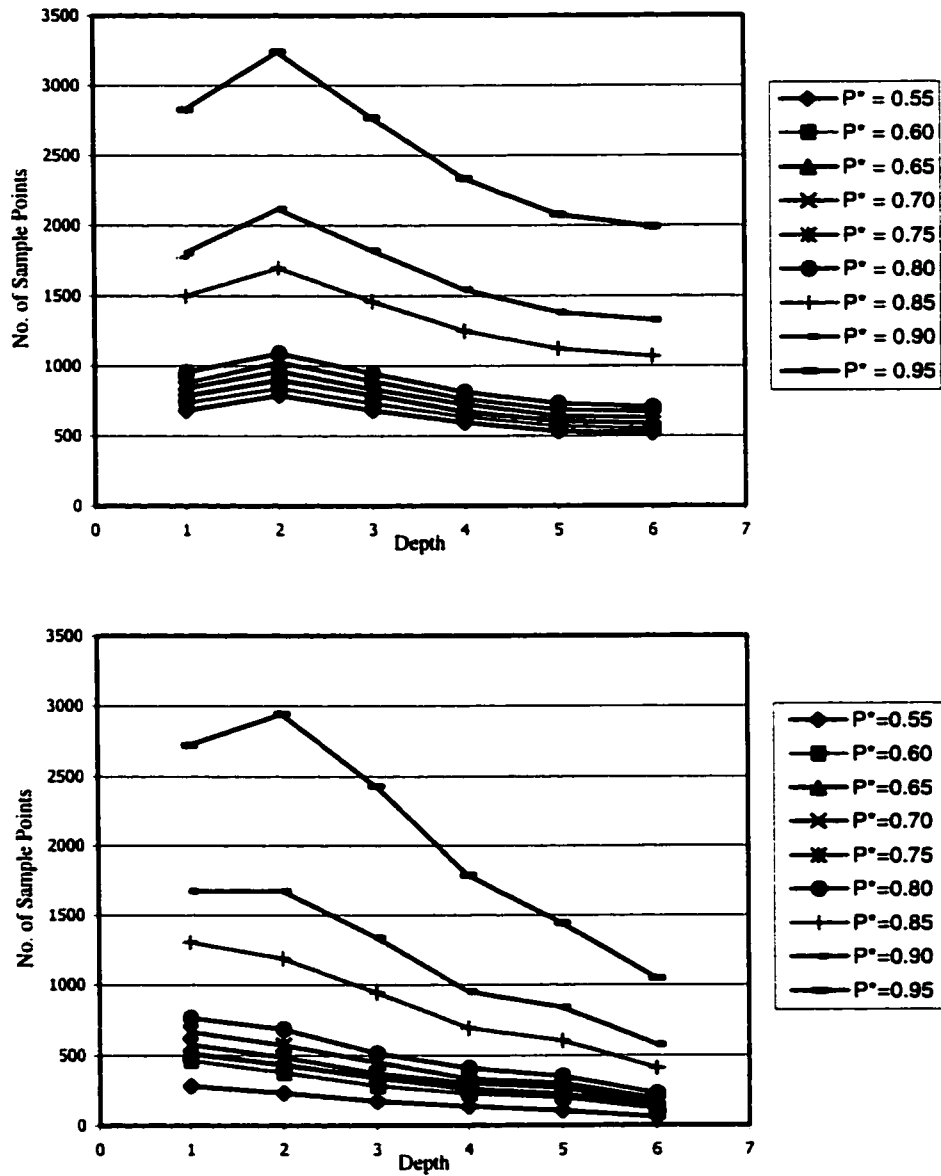 3500
3000
2500
2000
1500
1000
500
0
No. of Sample Points
0 1 2 3 4 5 6 7
Depth
P* = 0.55
P* = 0.60
P* = 0.65
P* = 0.70
P* = 0.75
P* = 0.80
P* = 0.85
P* = 0.90
P* = 0.95
3500
3000
2500
2000
1500
1000
500
0
No. of Sample Points
0 1 2 3 4 5 6 7
Depth
P*=0.55
P*=0.60
P*=0.65
P*=0.70
P*=0.75
P*=0.80
P*=0.85
P*=0.90
P*=0.95